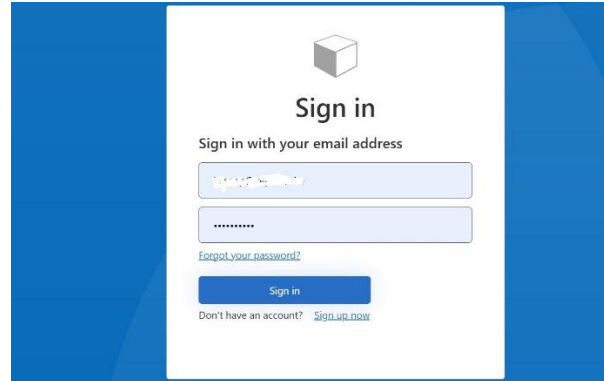 Sign in
Sign in with your email address
••••••••••
Forgot your password?
Sign in
Don't have an account? Sign up now